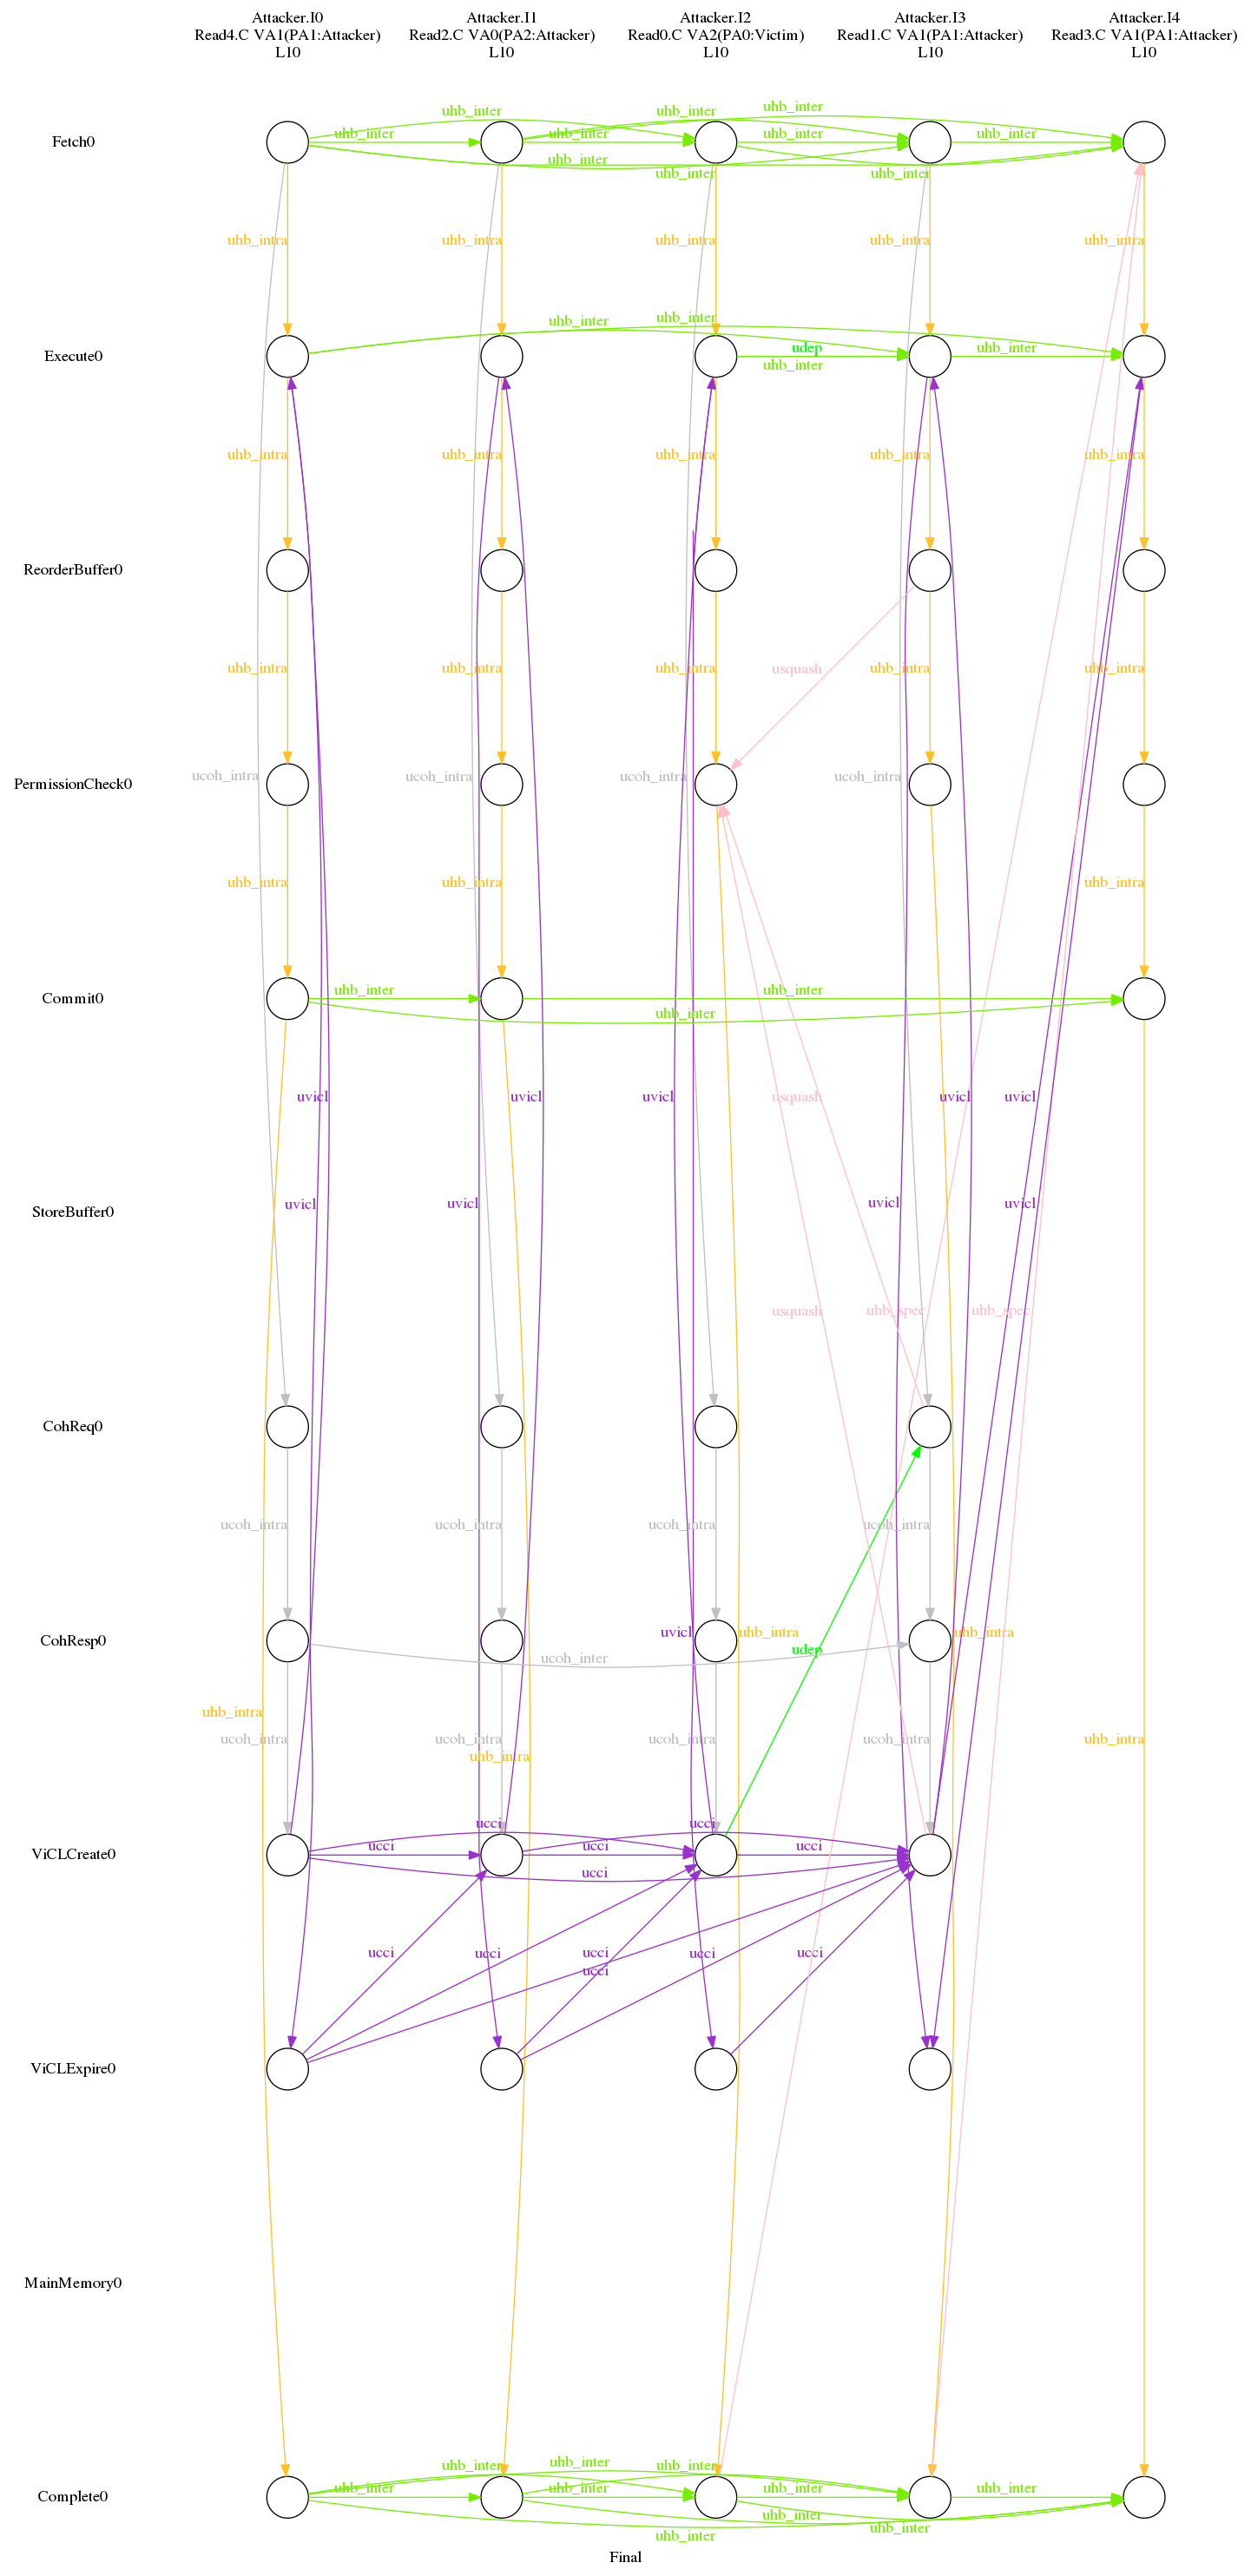 Attacker.I0 Attacker.I1 Attacker.I2 Attacker.I3 Attacker.I4
Read4.C VA1(PA1:Attacker) Read2.C VA0(PA2:Attacker) Read0.C VA2(PA0:Victim) Read1.C VA1(PA1:Attacker) Read3.C VA1(PA1:Attacker)
L10 L10 L10 L10 L10
uhb_inter uhb_inter uhb_inter
Fetch0 uhb_inter uhb_inter uhb_inter uhb_inter
uhb_inter
uhb_inter uhb_inter
uhb_intra uhb_intra uhb_intra uhb_intra uhb_intra
uhb_inter uhb_inter
Execute0 udep uhb_inter
uhb_inter
uhb_intra uhb_intra uhb_intra uhb_intra uhb_intra
ReorderBuffer0
uhb_intra uhb_intra uhb_intra usquash uhb_intra uhb_intra
PermissionCheck0 ucoh_intra ucoh_intra ucoh_intra ucoh_intra
uhb_intra uhb_intra uhb_intra
Commit0 uhb_inter uhb_inter
uhb_inter
uvicl uvicl uvicl usquash uvicl uvicl
StoreBuffer0 uvicl uvicl uvicl uvicl
usquash uhb_spec uhb_spec
CohReq0
ucoh_intra ucoh_intra ucoh_intra ucoh_intra
CohResp0 uvicl uhb_intra udep uhb_intra
ucoh_inter
uhb_intra
ucoh_intra ucoh_intra ucoh_intra ucoh_intra uhb_intra
uhb_intra
ucci ucci
ViCLCreate0 ucci ucci ucci
ucci
ucci ucci ucci ucci ucci
ucci
ViCLExpire0
MainMemory0
uhb_inter uhb_inter uhb_inter
Complete0 uhb_inter uhb_inter uhb_inter uhb_inter
uhb_inter
uhb_inter uhb_inter
Final